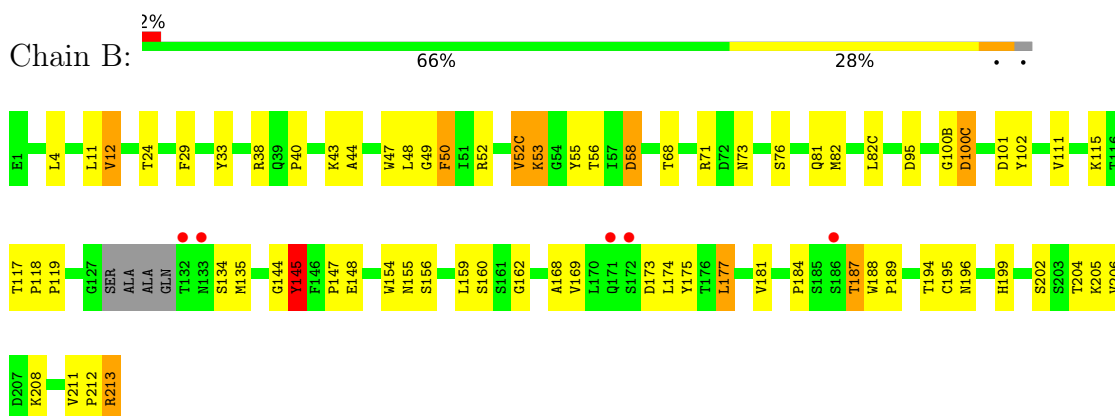 2%
Chain B:
66% 28% • •
E1 L4 L11 V12 T24 F29 Y33 R38 Q39 P40 K43 A44 W47 L48 G49 F50 I51 R52 V52C K53 G54 Y55 T56 I57 D58 T68 R71 D72 N73 S76 Q81 M82 L82C D95 G100B D100C D101 Y102 V111 K115 T116
T117 P118 P119 G127 SER ALA ALA GLN T132 N133 S134 M135 G144 Y145 F146 P147 E148 W154 N155 S156 L159 S160 S161 G162 A168 V169 L170 Q171 S172 D173 L174 Y175 T176 L177 V181 P184 S185 S186 T187 W188 P189 T194 C195 N196 H199 S202 S203 T204 K205 V206
D207 K208 V211 P212 R213